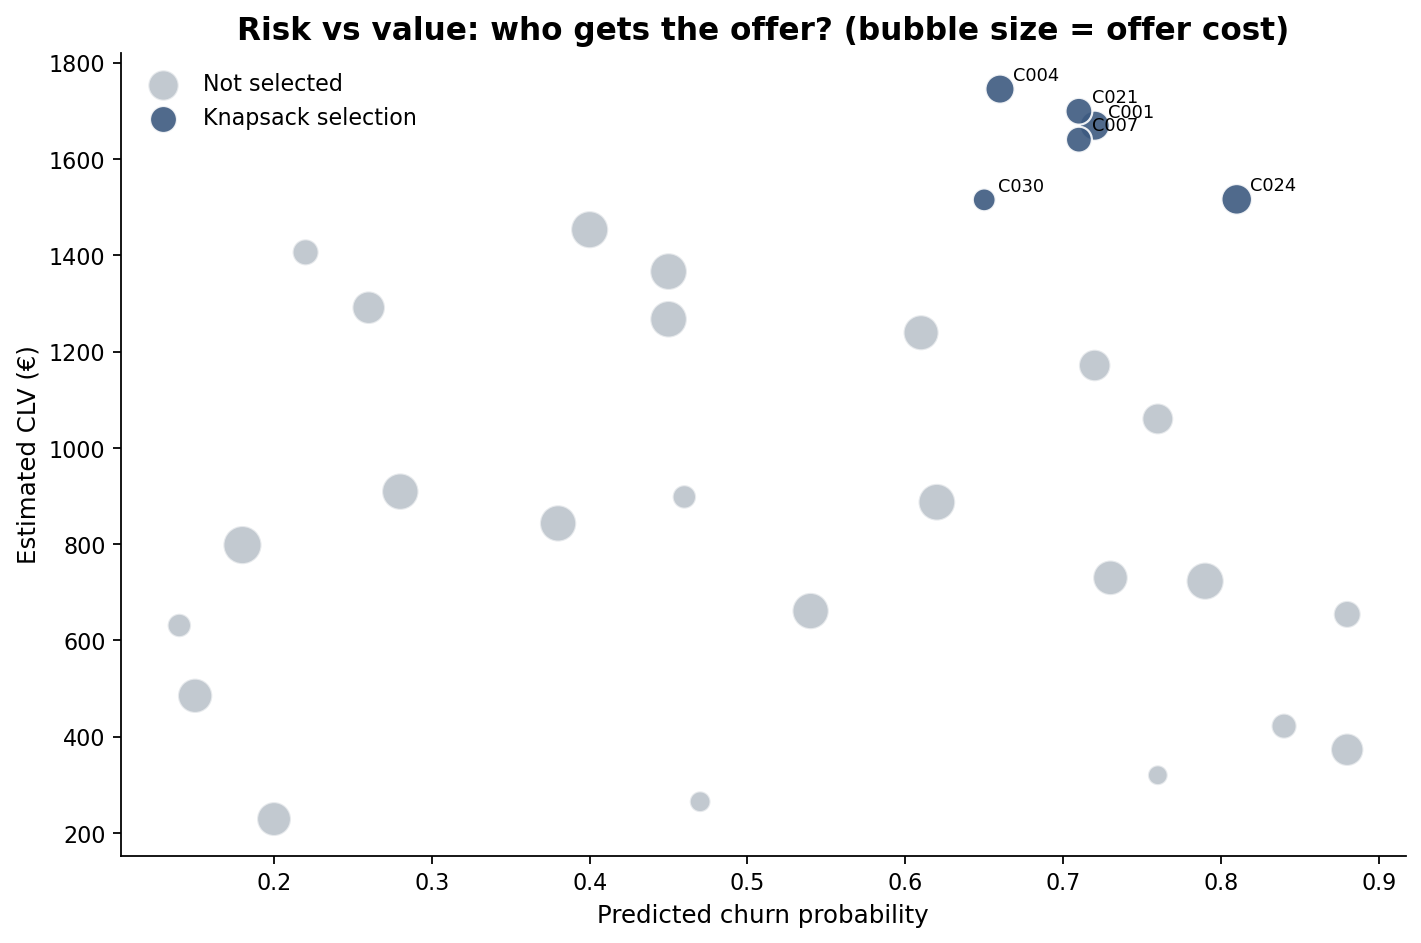 Risk vs value: who gets the offer? (bubble size = offer cost)
Not selected
Knapsack selection
C004
C021
C001
C007
C030
C024
Estimated CLV (€)
1800
1600
1400
1200
1000
800
600
400
200
0.2 0.3 0.4 0.5 0.6 0.7 0.8 0.9
Predicted churn probability